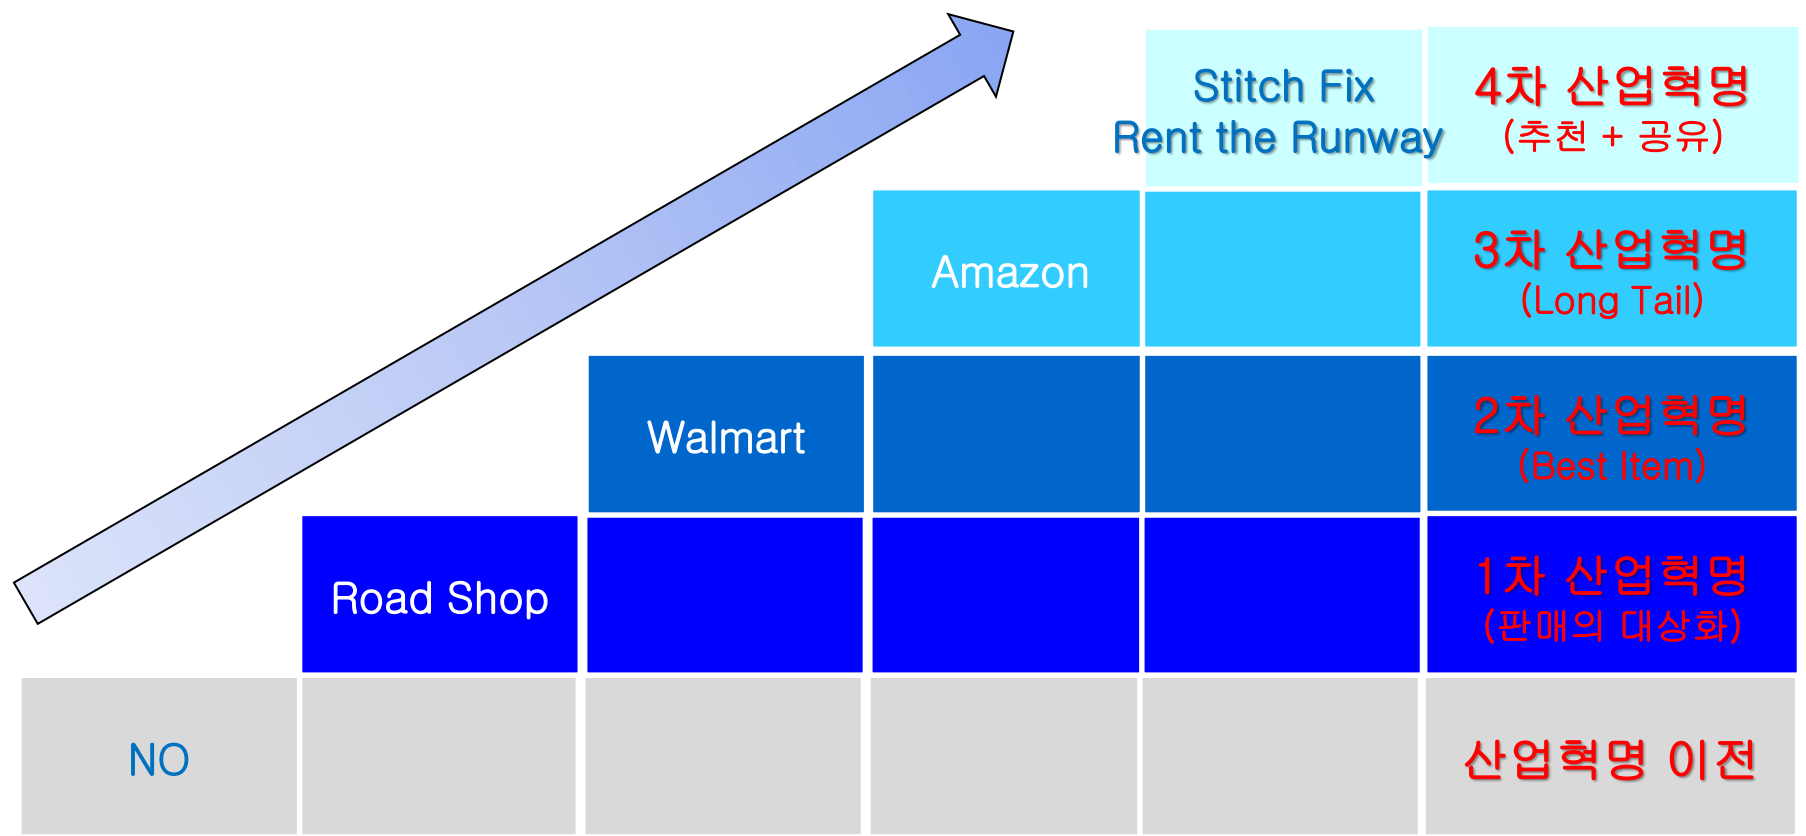 Stitch Fix
Rent the Runway
4차 산업혁명
(추천 + 공유)
Amazon
3차 산업혁명
(Long Tail)
Walmart
2차 산업혁명
(Best Item)
Road Shop
1차 산업혁명
(판매의 대상화)
NO
산업혁명 이전